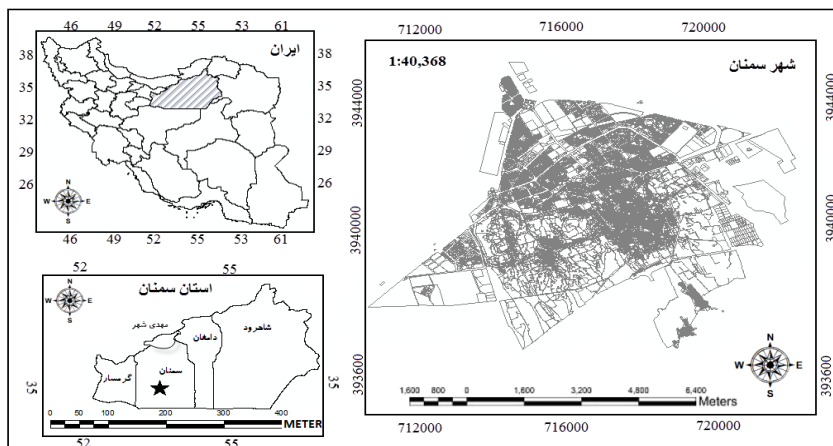 46 49 52 55 53 61
ایران
38 38
35 35
32 33
29 29
26 26
N
W E
S
46 49 52 55 53 61
52 55
N
W E
S
استان سمنان
مهدی شهر
شاهرود
دامغان
سمنان
گرمسار
35 35
0 50 100 200 300 400
METER
52 55
712000 716000 720000
1:40,368
شهر سمنان
3944000 3944000
3940000 3940000
393600 393600
N
W E
S
1,600 800 0 1,600 3,200 4,800 6,400
Meters
712000 716000 720000